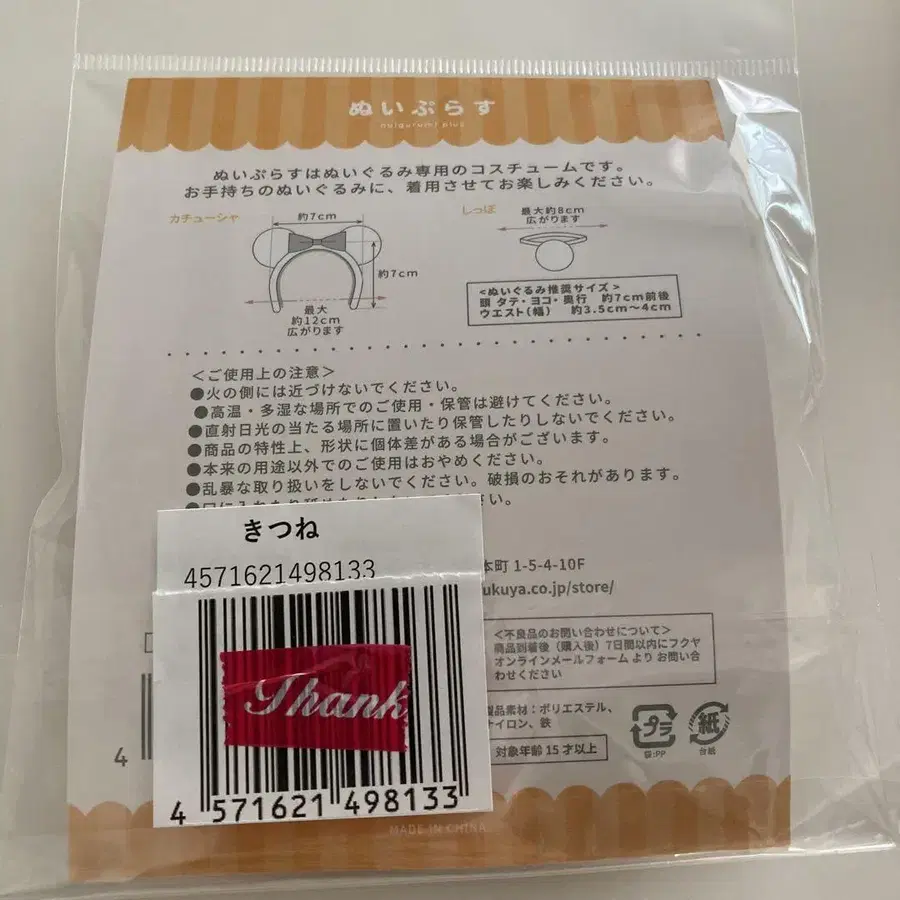 ぬいぷらす
nuigurumi plus
ぬいぷらすはぬいぐるみ専用のコスチュームです。
お手持ちのぬいぐるみに、着用させてお楽しみください。
カチューシャ
約7cm
約7cm
最大
約12cm
広がります
しっぽ
最大約8cm
広がります
<ぬいぐるみ推奨サイズ>
頭 タテ・ヨコ・奥行 約7cm前後
ウエスト(幅) 約3.5cm〜4cm
<ご使用上の注意>
●火の側には近づけないでください。
●高温・多湿な場所でのご使用・保管は避けてください。
●直射日光の当たる場所に置いたり保管したりしないでください。
●商品の特性上、形状に個体差がある場合がございます。
●本来の用途以外でのご使用はおやめください。
●乱暴な取り扱いをしないでください。破損のおそれがあります。
さい。
きつね
4571621498133
Thank
4 571621 498133
本町 1-5-4-10F
ukuya.co.jp/store/
<不良品のお問い合わせについて>
商品到着後(購入後)7日間以内にフクヤ
オンラインメールフォーム より お問い合
わせください
製品素材:ポリエステル、
ナイロン、鉄
対象年齢 15 才以上
プラ
袋:PP
紙
台紙
4
MADE IN CHINA